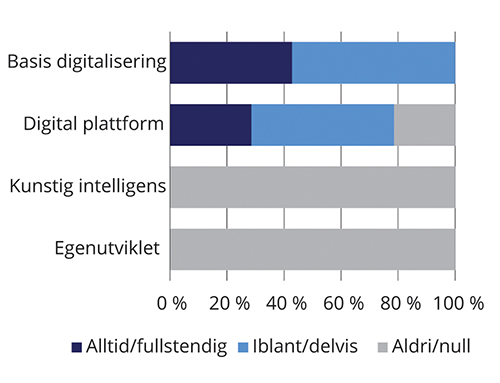 Basis digitalisering
Digital plattform
Kunstig intelligens
Egenutviklet
0 % 20 % 40 % 60 % 80 % 100 %
Alltid/fullstendig Iblant/delvis Aldri/null